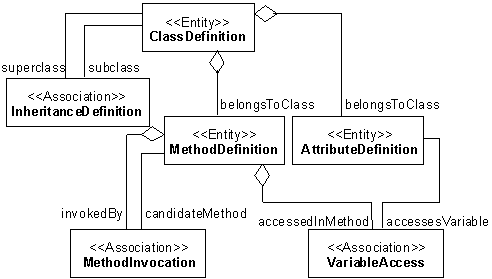 <<Entity>>
ClassDefinition
superclass
subclass
<<Association>>
InheritanceDefinition
belongsToClass
belongsToClass
<<Entity>>
MethodDefinition
<<Entity>>
AttributeDefinition
invokedBy
candidateMethod
accessedInMethod
accessesVariable
<<Association>>
MethodInvocation
<<Association>>
VariableAccess